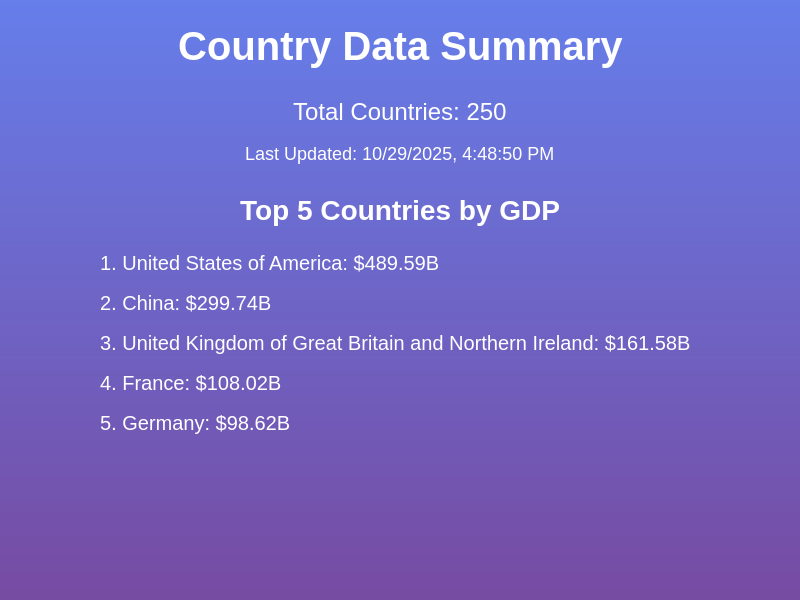 Country Data Summary
Total Countries: 250
Last Updated: 10/29/2025, 4:48:50 PM
Top 5 Countries by GDP
1. United States of America: $489.59B
2. China: $299.74B
3. United Kingdom of Great Britain and Northern Ireland: $161.58B
4. France: $108.02B
5. Germany: $98.62B